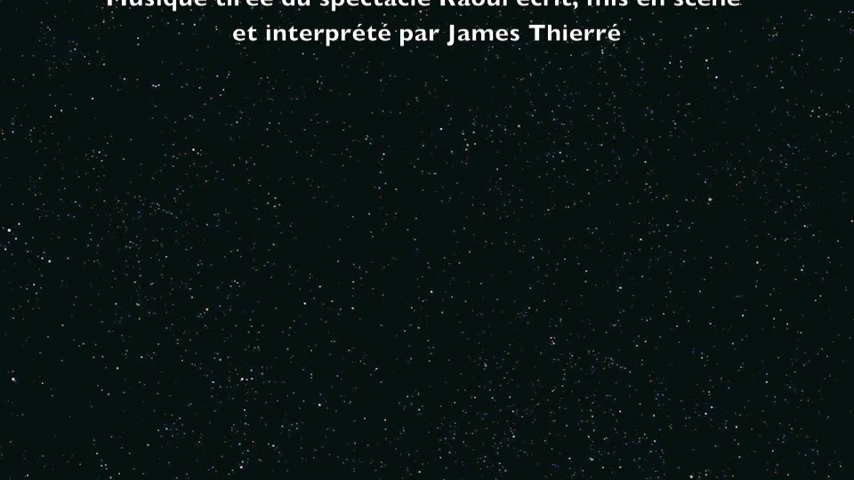 Musique tirée du spectacle Raoul écrit, mis en scène
et interprété par James Thierré